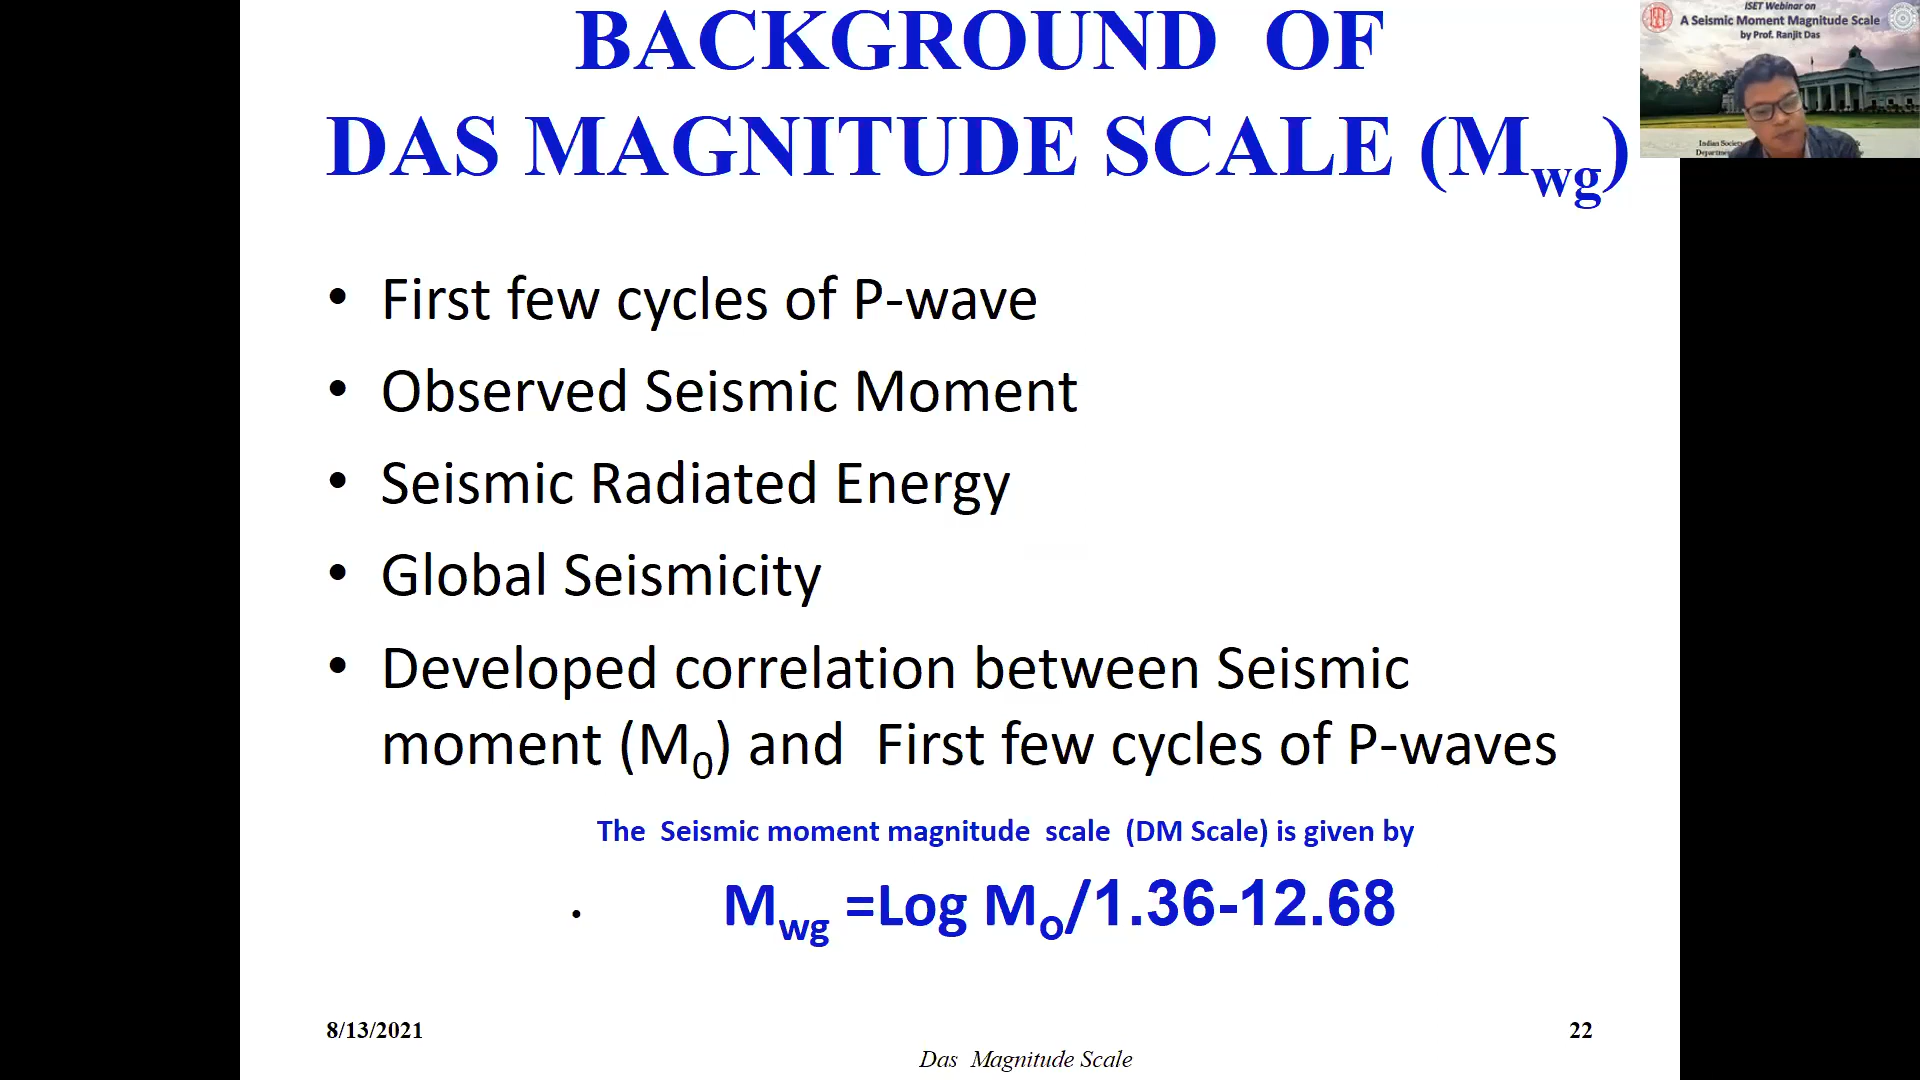 BACKGROUND OF
DAS MAGNITUDE SCALE (Mwg)
ISET Webinar on
A Seismic Moment Magnitude Scale
by Prof. Ranjit Das
Indian Society
• First few cycles of P-wave
• Observed Seismic Moment
• Seismic Radiated Energy
• Global Seismicity
• Developed correlation between Seismic
moment (M0) and First few cycles of P-waves
The Seismic moment magnitude scale (DM Scale) is given by
• Mwg =Log Mo/1.36-12.68
8/13/2021
22
Das Magnitude Scale